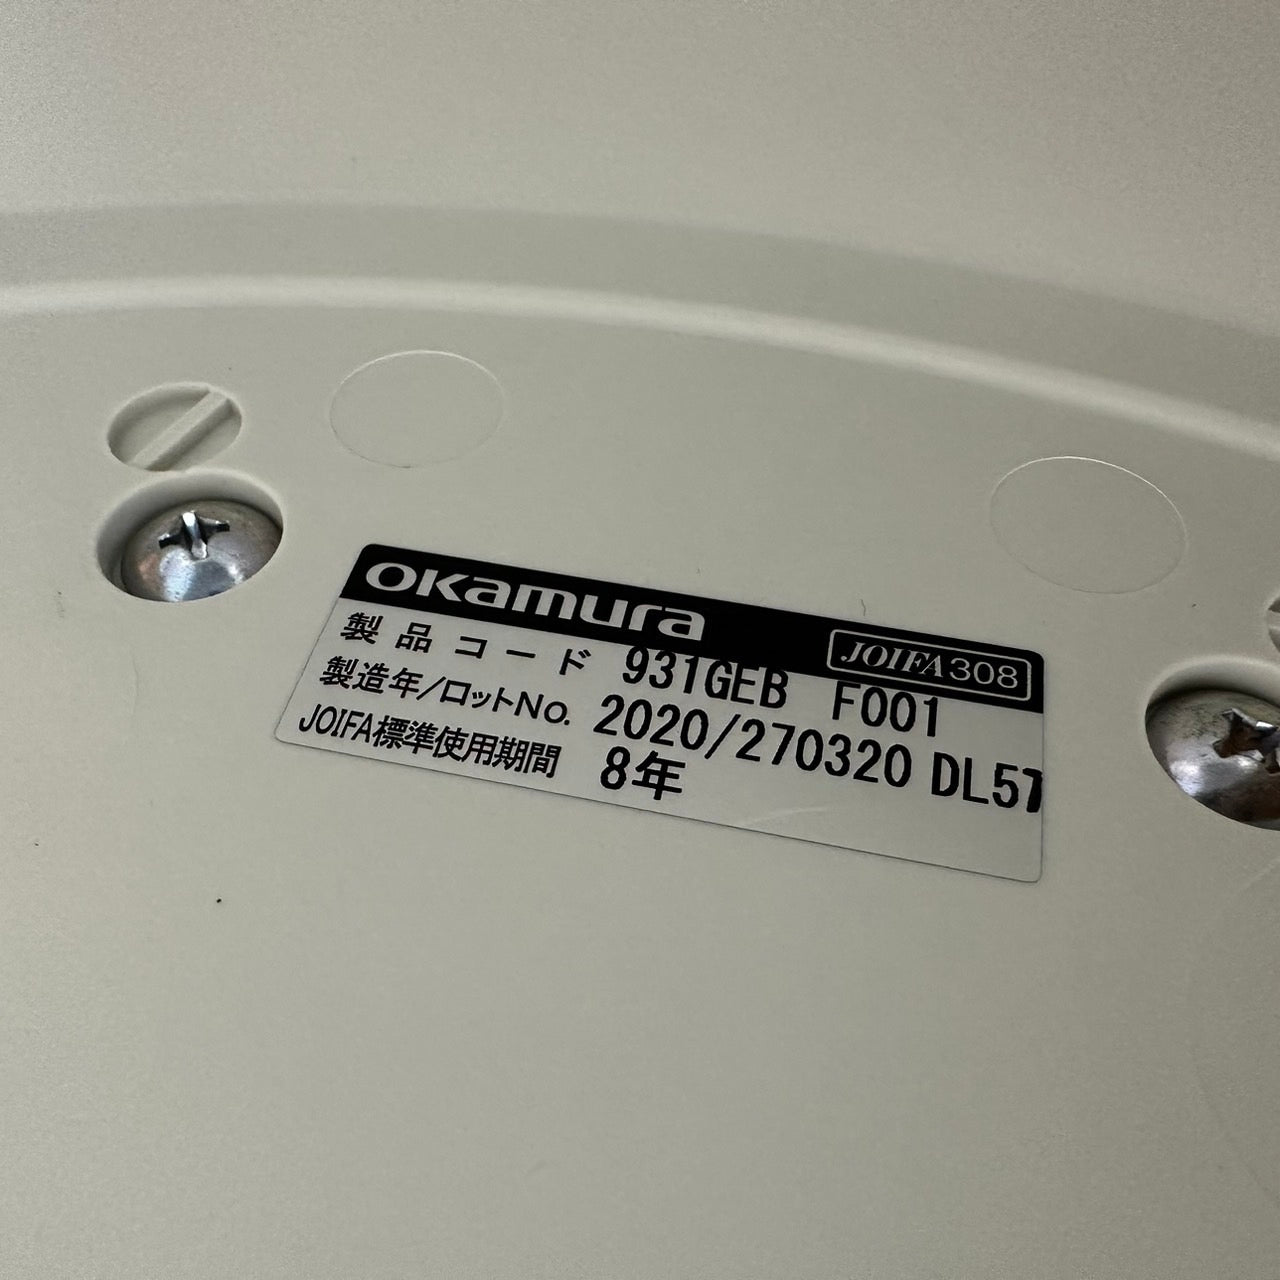 OKamura
JOIFA308
製品コード 931GEB F001
製造年/ロットNo. 2020/270320 DL5
JOIFA標準使用期間 8年